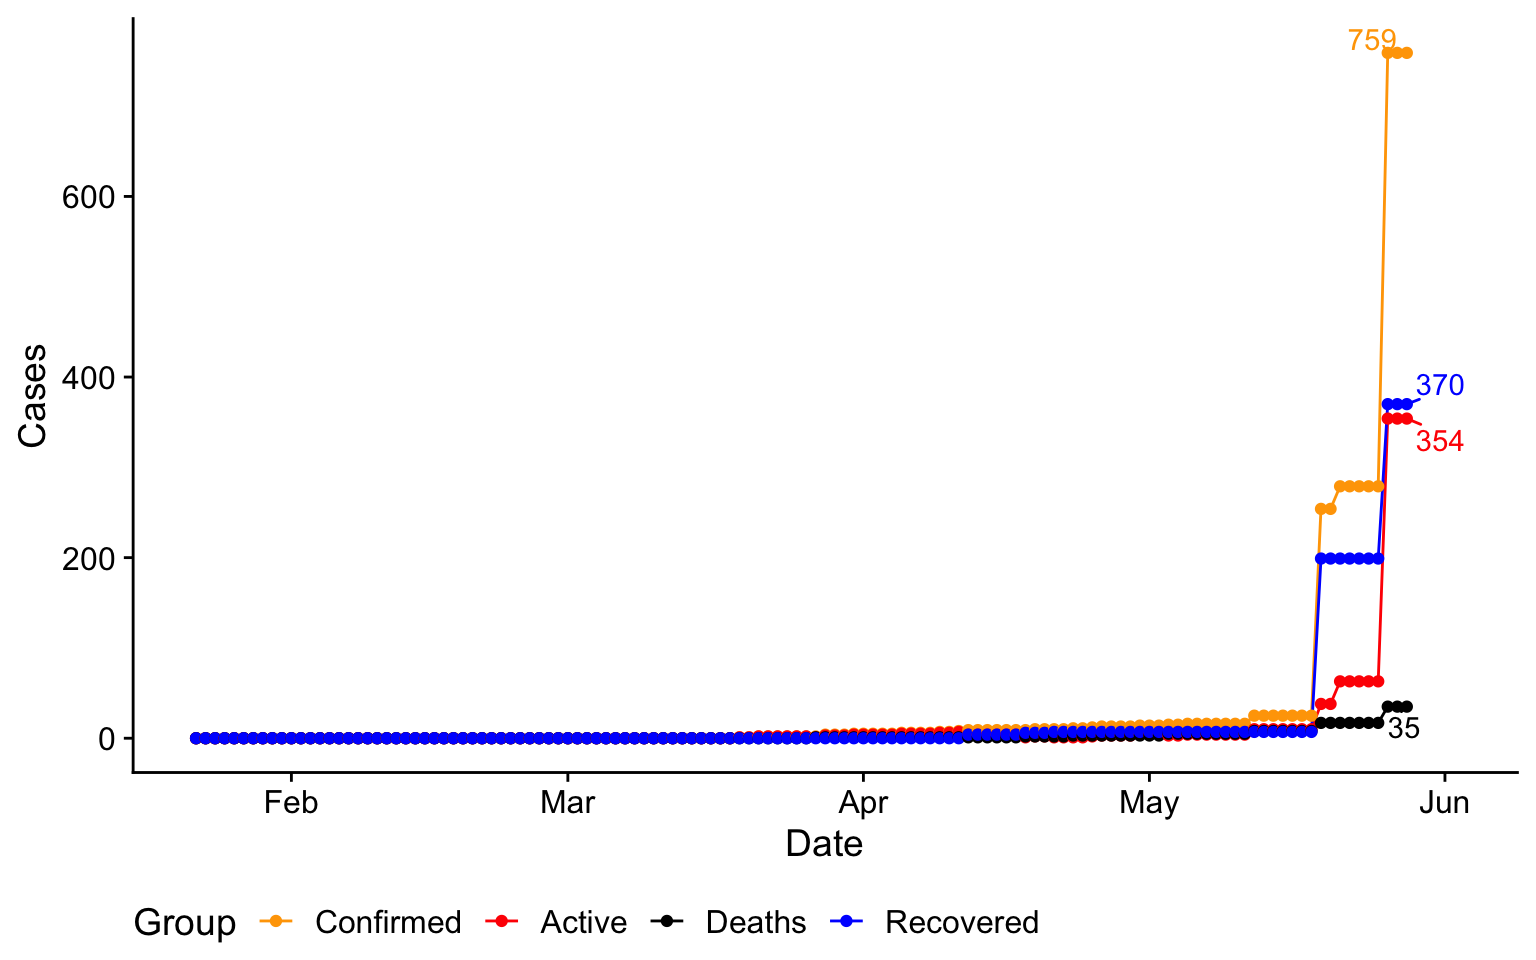 759
600
400
200
0
370
354
35
Cases
Feb Mar Apr May Jun
Date
Group Confirmed Active Deaths Recovered